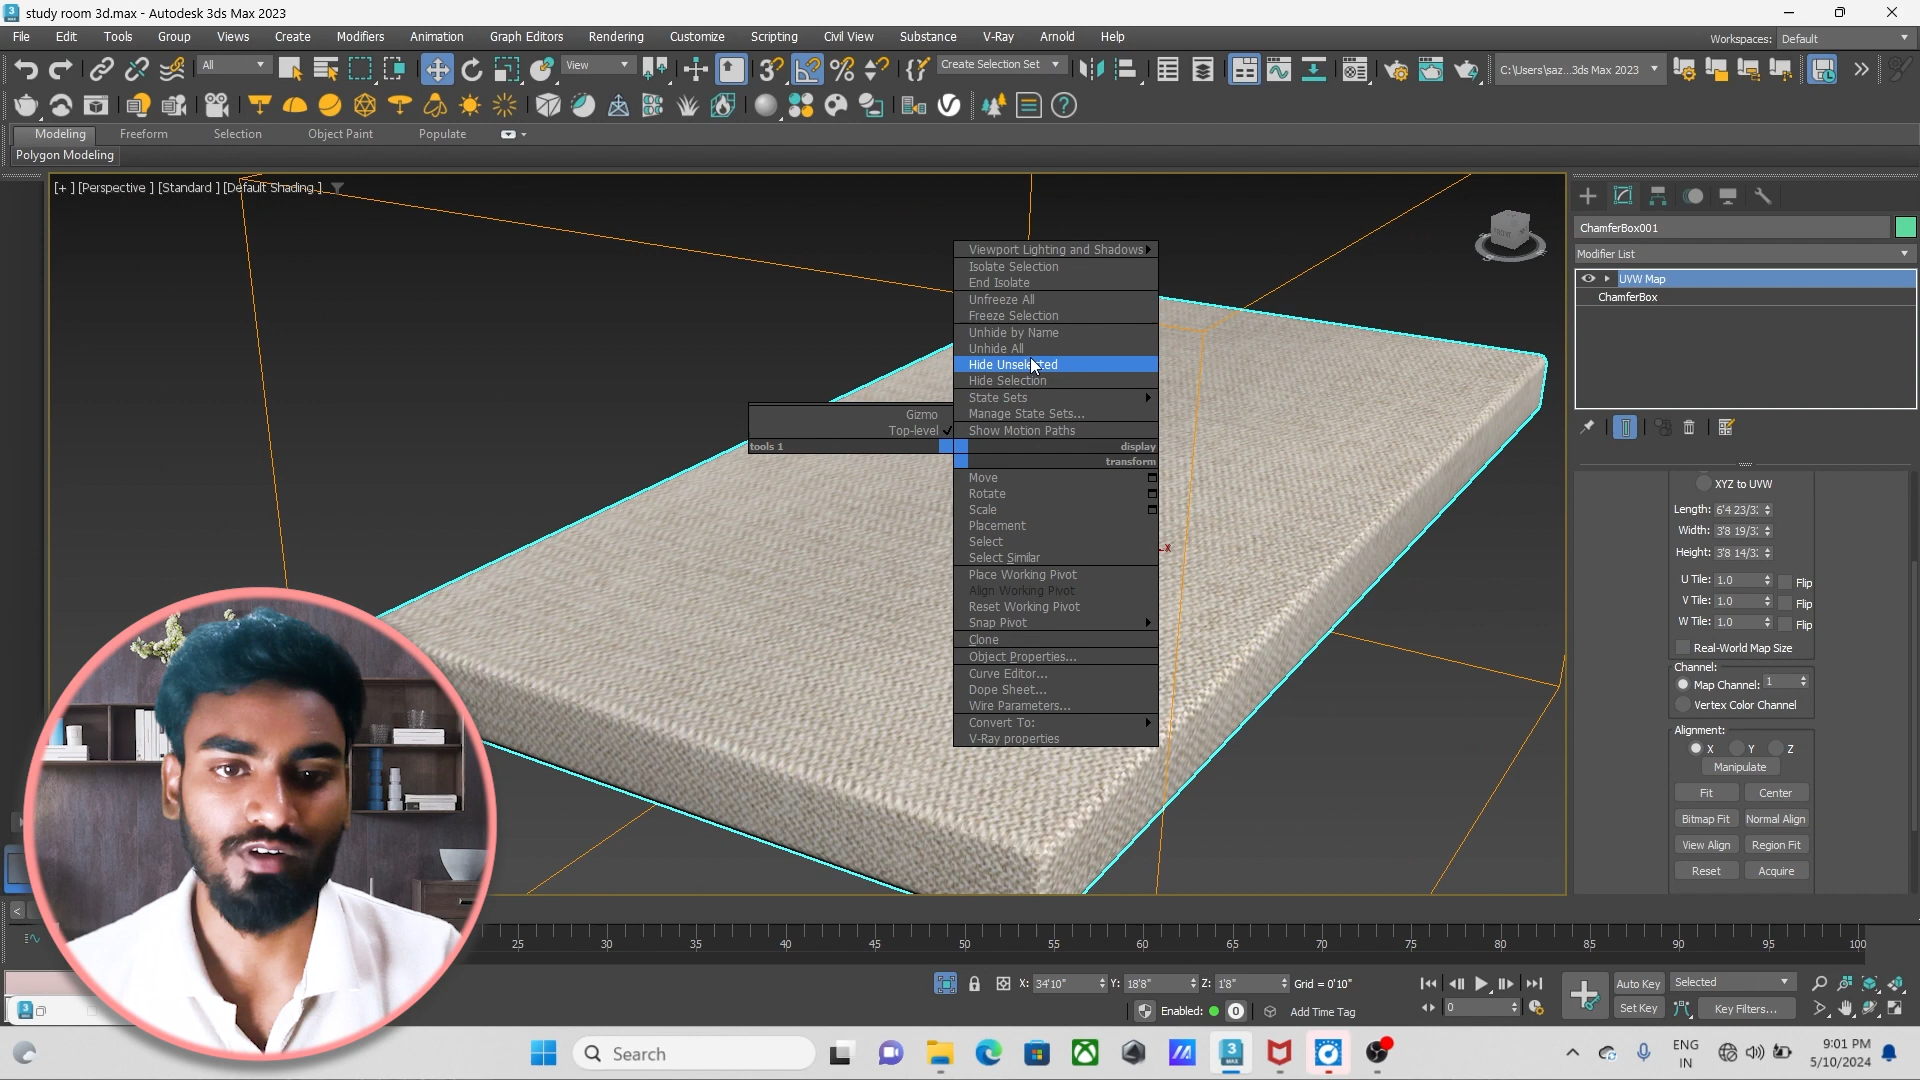 study room 3d.max - Autodesk 3ds Max 2023
File Edit Tools Group Views Create Modifiers Animation Graph Editors Rendering Customize Scripting Civil View Substance V-Ray Arnold Help
Workspaces: Default
All View Create Selection Set C:\Users\saz...3ds Max 2023
Modeling Freeform Selection Object Paint Populate
Polygon Modeling
[+ ] [Perspective ] [Standard ] [Default Shading ]
ChamferBox001
Modifier List
UVW Map
ChamferBox
Viewport Lighting and Shadows
Isolate Selection
End Isolate
Unfreeze All
Freeze Selection
Unhide by Name
Unhide All
Hide Unselected
Hide Selection
State Sets
Manage State Sets...
Show Motion Paths
Gizmo
Top-level
tools 1
display
transform
Move
Rotate
Scale
Placement
Select
Select Similar
Place Working Pivot
Align Working Pivot
Reset Working Pivot
Snap Pivot
Clone
Object Properties...
Curve Editor...
Dope Sheet...
Wire Parameters...
Convert To:
V-Ray properties
XYZ to UVW
Length: 6'4 23/3:
Width: 3'8 19/3:
Height: 3'8 14/3:
U Tile: 1.0 Flip
V Tile: 1.0 Flip
W Tile: 1.0 Flip
Real-World Map Size
Channel:
Map Channel: 1
Vertex Color Channel
Alignment:
X Y Z
Manipulate
Fit Center
Bitmap Fit Normal Align
View Align Region Fit
Reset Acquire
25 30 35 40 45 50 55 60 65 70 75 80 85 90 95 100
X: 34'10" Y: 18'8" Z: 1'8" Grid = 0'10"
Enabled: 0 Add Time Tag
Auto Key Selected
Set Key Key Filters...
0
Search
ENG
IN
9:01 PM
5/10/2024